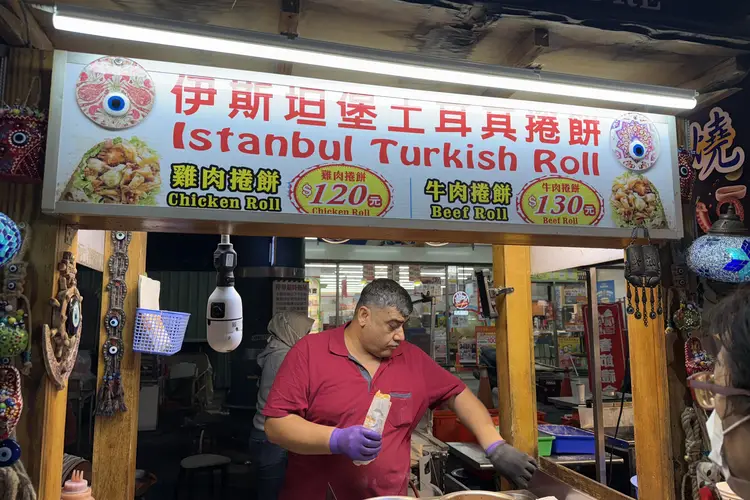 伊斯坦堡土耳其捲餅
Istanbul Turkish Roll
雞肉捲餅
Chicken Roll
雞肉捲餅
$120元
Chicken Roll
牛肉捲餅
Beef Roll
牛肉捲餅
$130元
Beef Roll
燒